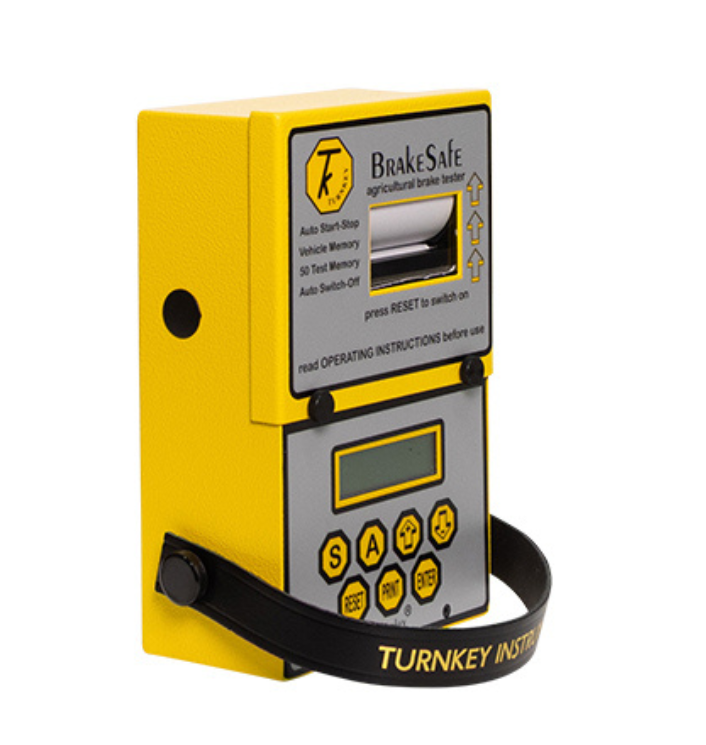 Tk
TURNKEY
BRAKESAFE
agricultural brake tester
Auto Start-Stop
Vehicle Memory
50 Test Memory
Auto Switch-Off
press RESET to switch on
read OPERATING INSTRUCTIONS before use
S
A
RESET
PRINT
ENTER
®
TURNKEY